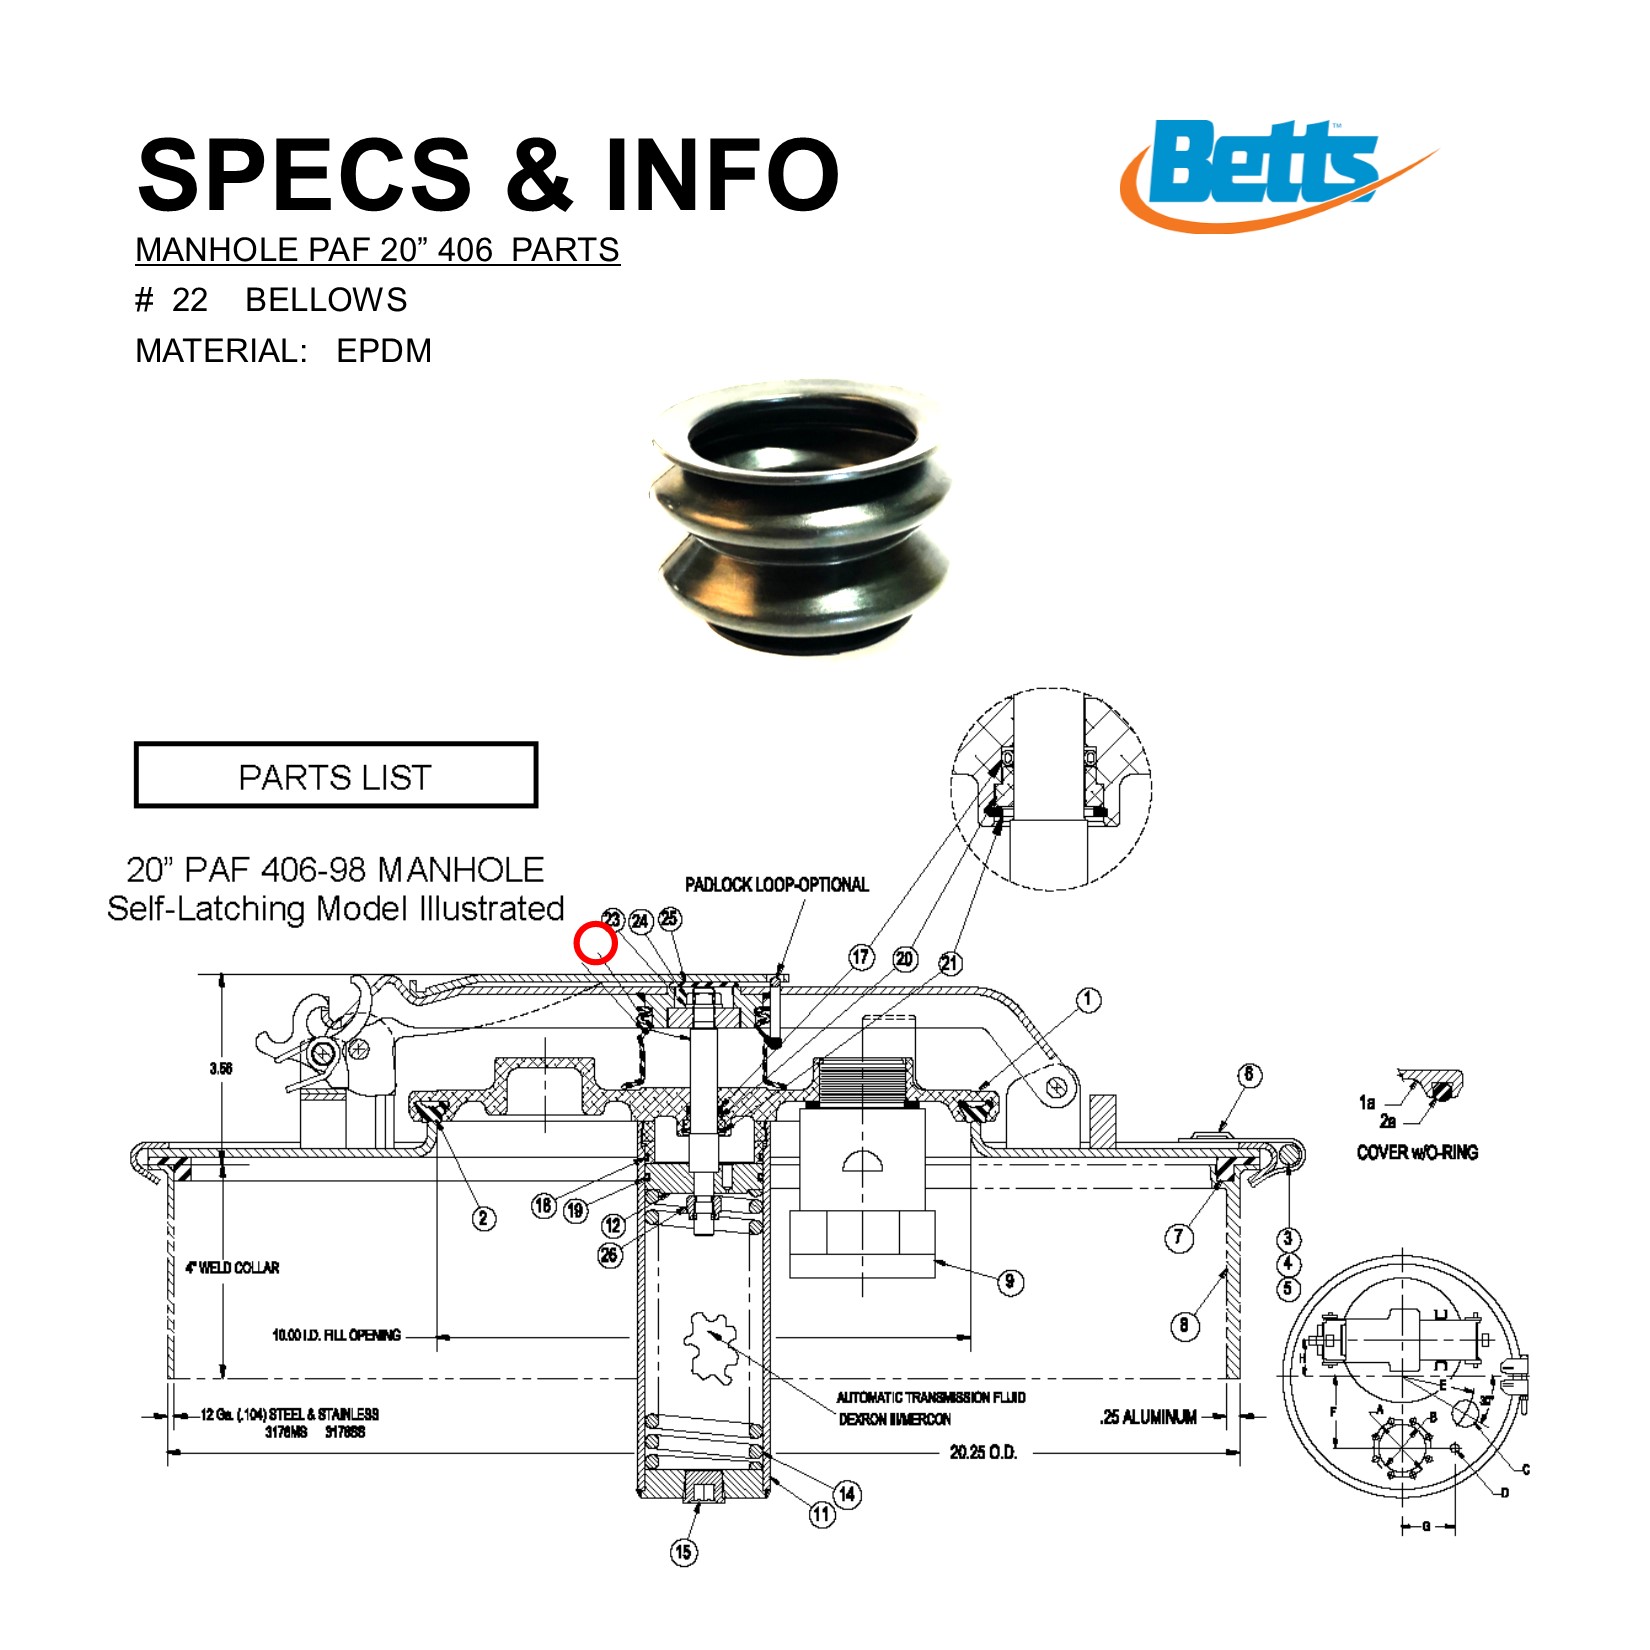 SPECS & INFO
Betts™
MANHOLE PAF 20” 406 PARTS
# 22 BELLOWS
MATERIAL: EPDM
PARTS LIST
20” PAF 406-98 MANHOLE
Self-Latching Model Illustrated
PADLOCK LOOP-OPTIONAL
23 24 25
17 20 21
1
3.56
6
1a
2a
COVER w/O-RING
18 19 12 26
2
7
3
4
5
9
8
4" WELD COLLAR
10.00 I.D. FILL OPENING
AUTOMATIC TRANSMISSION FLUID
DEXRON III/MERCON
12 Ga. (.104) STEEL & STAINLESS
3176MS 3176SS
.25 ALUMINUM
20.25 O.D.
14
11
15
H
E
30°
F A B
C
D
G